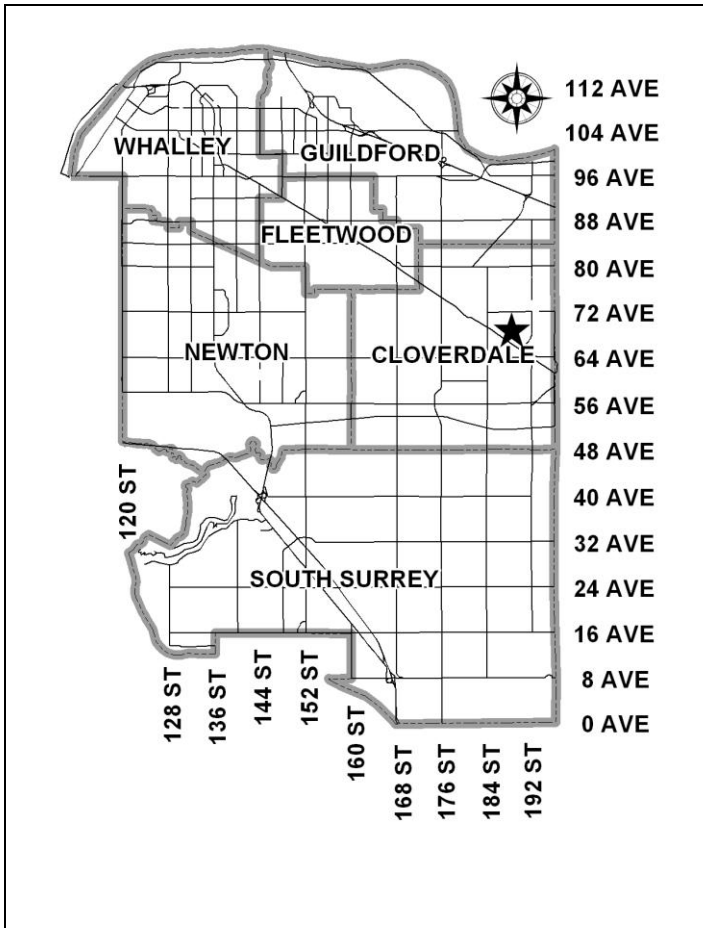 112 AVE
104 AVE
WHALLEY
GUILDFORD
96 AVE
88 AVE
FLEETWOOD
80 AVE
72 AVE
NEWTON
CLOVERDALE
64 AVE
56 AVE
48 AVE
120 ST
40 AVE
32 AVE
SOUTH SURREY
24 AVE
16 AVE
128 ST
136 ST
144 ST
152 ST
8 AVE
160 ST
0 AVE
168 ST
176 ST
184 ST
192 ST